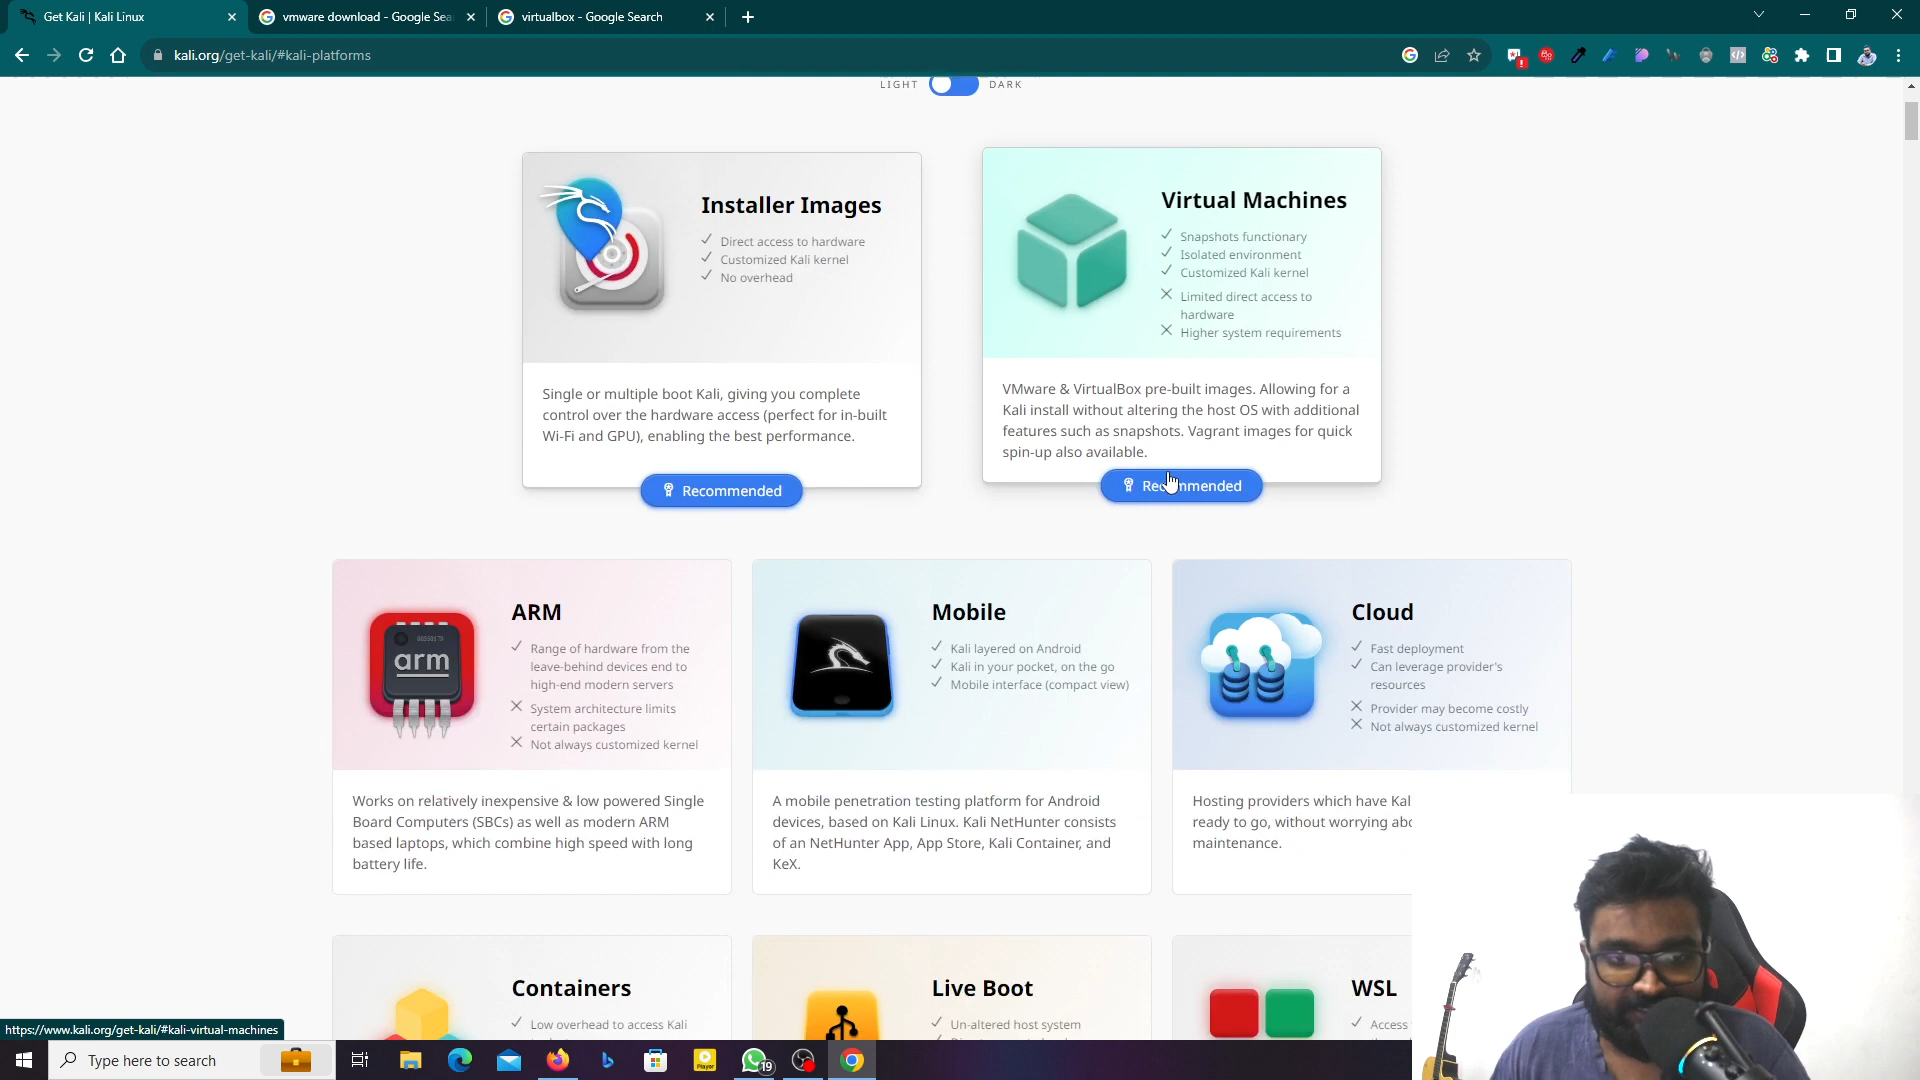 Get Kali | Kali Linux
vmware download - Google Sea
virtualbox - Google Search
kali.org/get-kali/#kali-platforms
LIGHT
DARK
Installer Images
Direct access to hardware
Customized Kali kernel
No overhead
Single or multiple boot Kali, giving you complete
control over the hardware access (perfect for in-built
Wi-Fi and GPU), enabling the best performance.
Recommended
Virtual Machines
Snapshots functionary
Isolated environment
Customized Kali kernel
Limited direct access to
hardware
Higher system requirements
VMware & VirtualBox pre-built images. Allowing for a
Kali install without altering the host OS with additional
features such as snapshots. Vagrant images for quick
spin-up also available.
Recommended
ARM
arm
Range of hardware from the
leave-behind devices end to
high-end modern servers
System architecture limits
certain packages
Not always customized kernel
Works on relatively inexpensive & low powered Single
Board Computers (SBCs) as well as modern ARM
based laptops, which combine high speed with long
battery life.
Mobile
Kali layered on Android
Kali in your pocket, on the go
Mobile interface (compact view)
A mobile penetration testing platform for Android
devices, based on Kali Linux. Kali NetHunter consists
of an NetHunter App, App Store, Kali Container, and
KeX.
Cloud
Fast deployment
Can leverage provider's
resources
Provider may become costly
Not always customized kernel
Hosting providers which have Kal
ready to go, without worrying abo
maintenance.
Containers
Low overhead to access Kali
Live Boot
Un-altered host system
WSL
Access
https://www.kali.org/get-kali/#kali-virtual-machines
Type here to search
Player
19